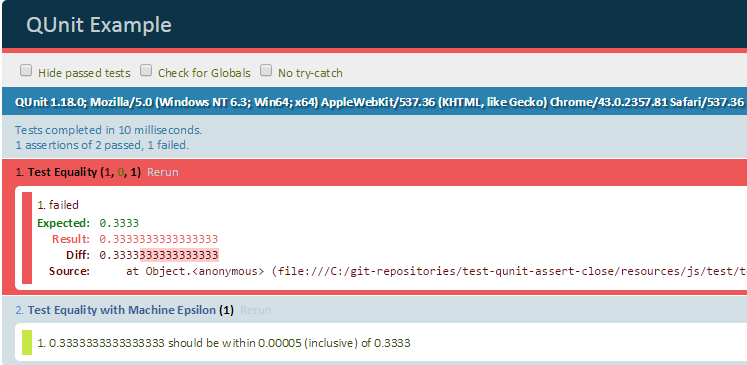 QUnit Example
Hide passed tests Check for Globals No try-catch
QUnit 1.18.0; Mozilla/5.0 (Windows NT 6.3; Win64; x64) AppleWebKit/537.36 (KHTML, like Gecko) Chrome/43.0.2357.81 Safari/537.36
Tests completed in 10 milliseconds.
1 assertions of 2 passed, 1 failed.
1. Test Equality (1, 0, 1) Rerun
1. failed
Expected: 0.3333
Result: 0.3333333333333333
Diff: 0.33333333333333333333
Source: at Object.<anonymous> (file:///C:/git-repositories/test-qunit-assert-close/resources/js/test/t
2. Test Equality with Machine Epsilon (1) Rerun
1. 0.3333333333333333 should be within 0.00005 (inclusive) of 0.3333